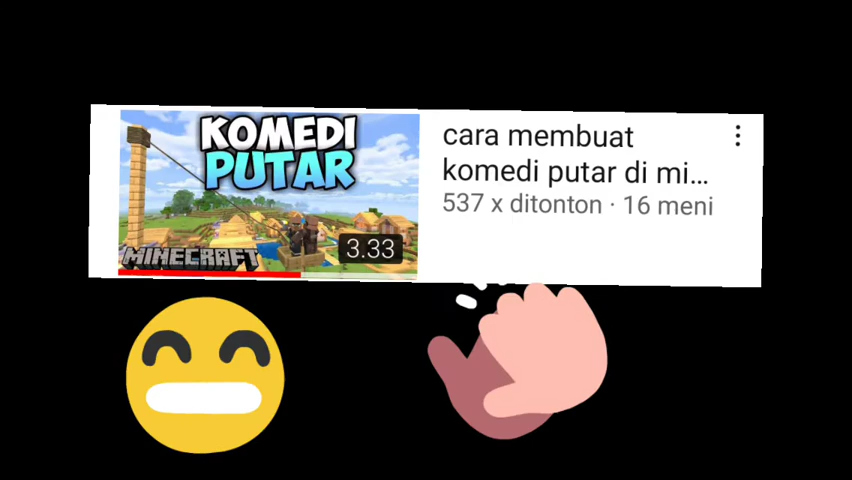 KOMEDI
PUTAR
MINECRAFT
3.33
cara membuat
komedi putar di mi...
537 x ditonton · 16 meni